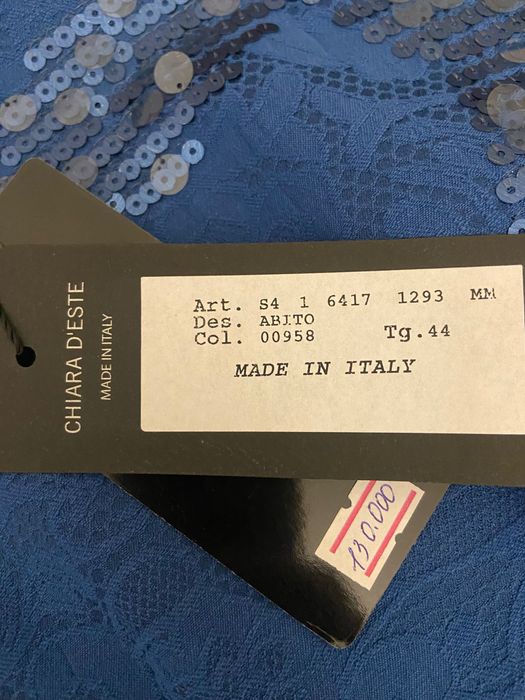 CHIARA D'ESTE
MADE IN ITALY
Art. S4 1 6417 1293 MM
Des. ABITO
Col. 00958 Tg.44
MADE IN ITALY
130.000